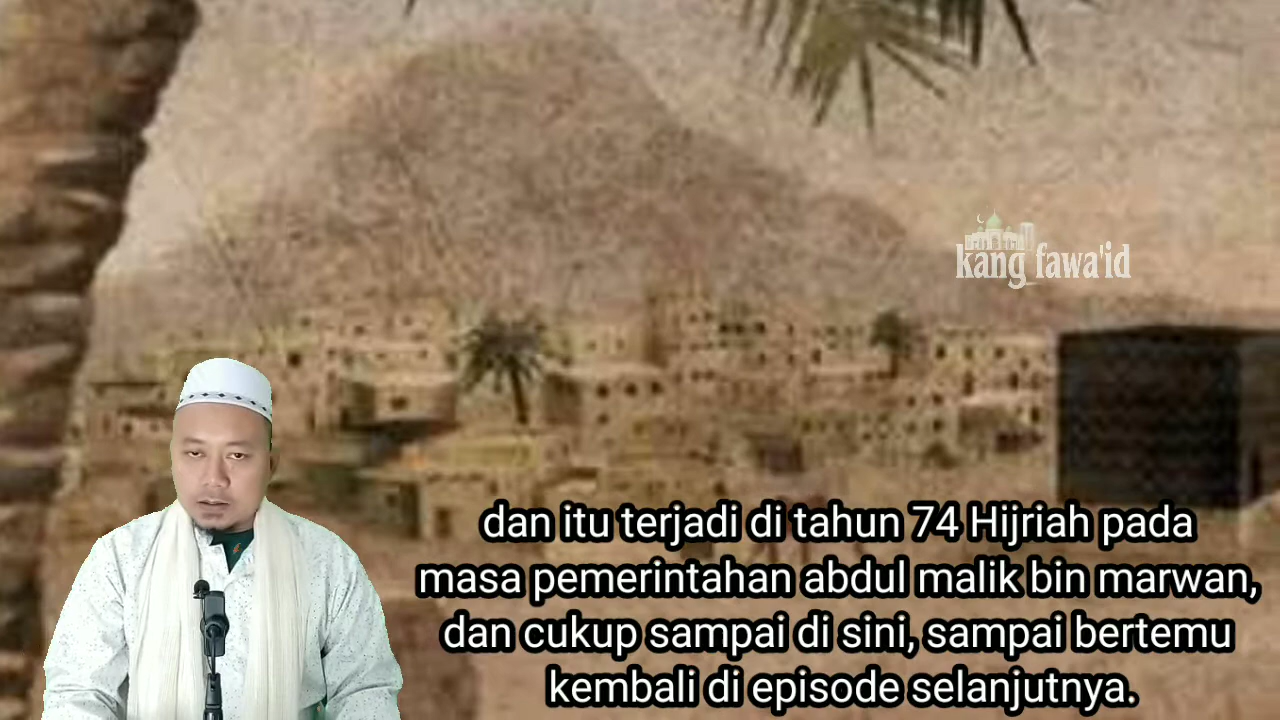 kang fawa'id
dan itu terjadi di tahun 74 Hijriah pada
masa pemerintahan abdul malik bin marwan,
dan cukup sampai di sini, sampai bertemu
kembali di episode selanjutnya.